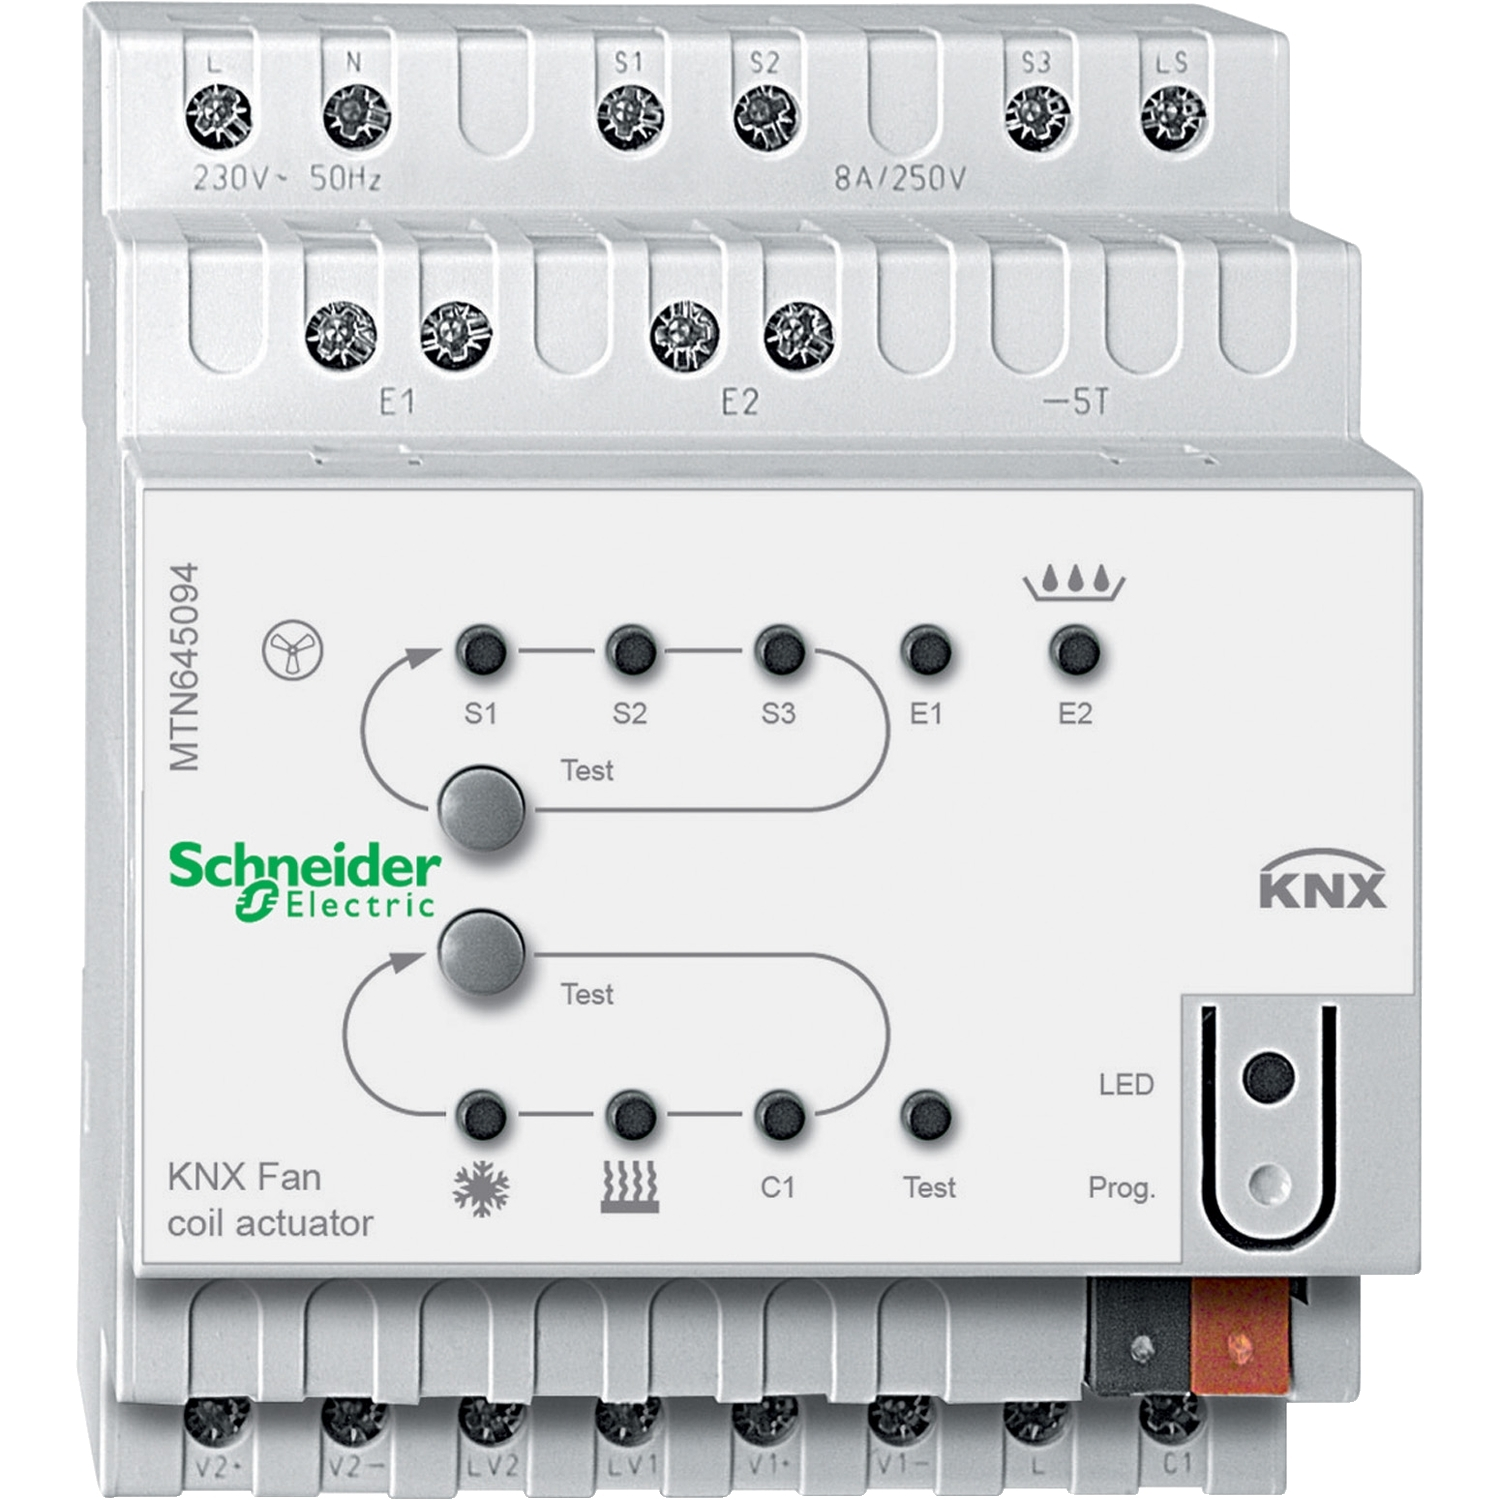 L N S1 S2 S3 LS
230V~ 50Hz 8A/250V
E1 E2 –5T
MTN645094
S1 S2 S3 E1 E2
Test
Schneider
Electric
KNX
Test
LED
KNX Fan
coil actuator
C1 Test Prog.
V2+ V2– LV2 LV1 V1+ V1– L C1